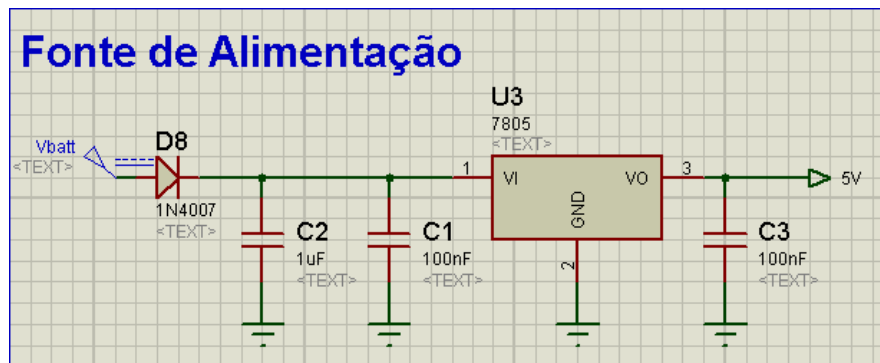 Fonte de Alimentação
Vbatt
<TEXT>
D8
1N4007
<TEXT>
C2
1uF
<TEXT>
C1
100nF
<TEXT>
U3
7805
<TEXT>
1
VI
VO
3
GND
2
5V
C3
100nF
<TEXT>